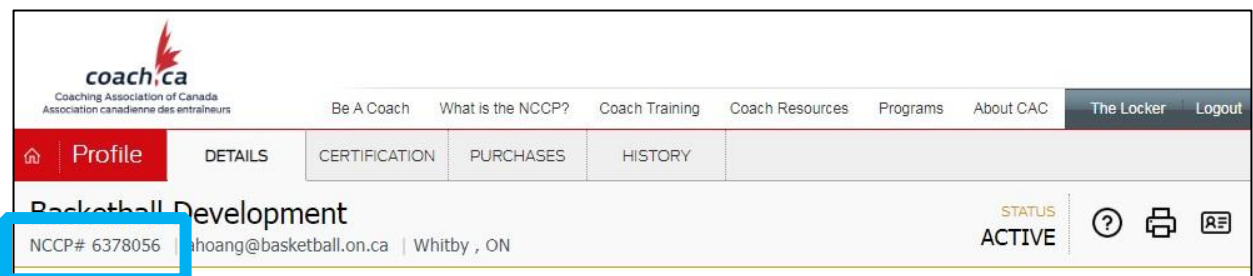 coach.ca
Coaching Association of Canada
Association canadienne des entraîneurs
Be A Coach What is the NCCP? Coach Training Coach Resources Programs About CAC The Locker Logout
Profile DETAILS CERTIFICATION PURCHASES HISTORY
Basketball Development
NCCP# 6378056 | ahoang@basketball.on.ca | Whitby , ON
STATUS
ACTIVE